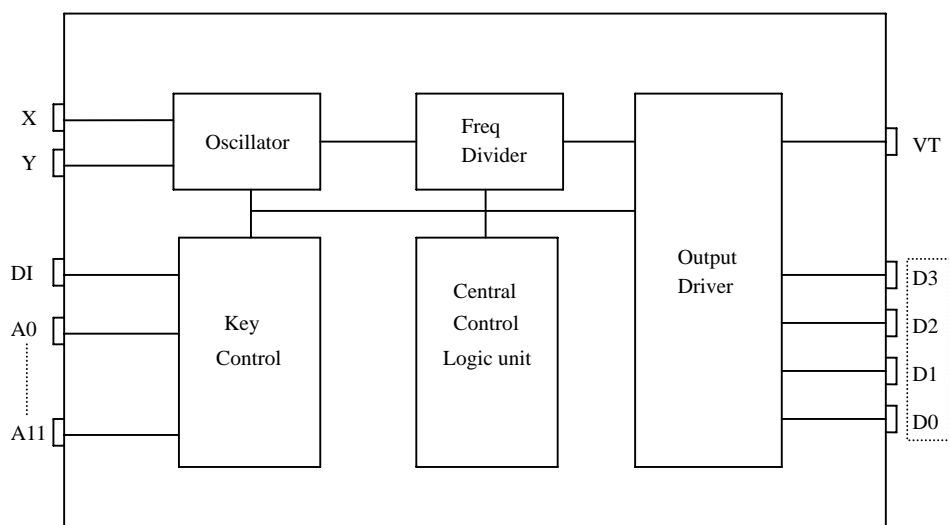 X
Y
DI
A0
A11
Oscillator
Freq
Divider
Key
Control
Central
Control
Logic unit
Output
Driver
VT
D3
D2
D1
D0